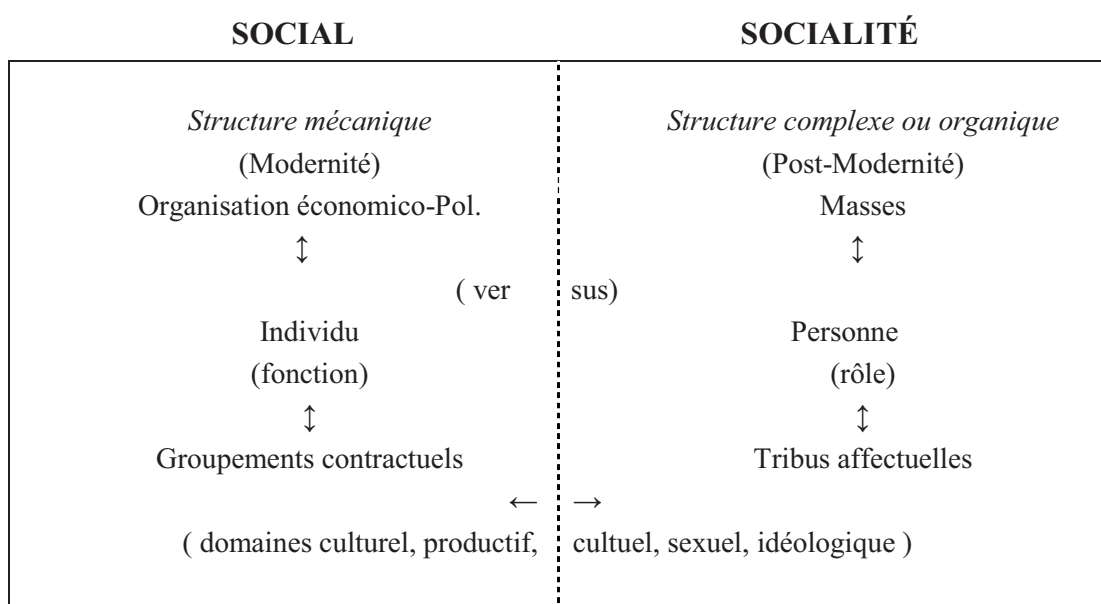 SOCIAL SOCIALITÉ
Structure mécanique Structure complexe ou organique
(Modernité) (Post-Modernité)
Organisation économico-Pol. Masses
↕ ↕
( ver sus)
Individu Personne
(fonction) (rôle)
↕ ↕
Groupements contractuels Tribus affectuelles
← →
( domaines culturel, productif, cultuel, sexuel, idéologique )